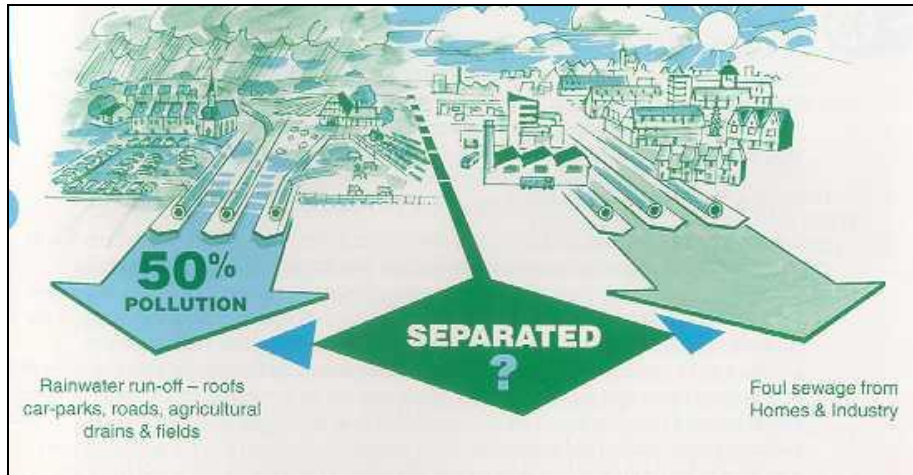 50%
POLLUTION
SEPARATED
?
Rainwater run-off – roofs
car-parks, roads, agricultural
drains & fields
Foul sewage from
Homes & Industry